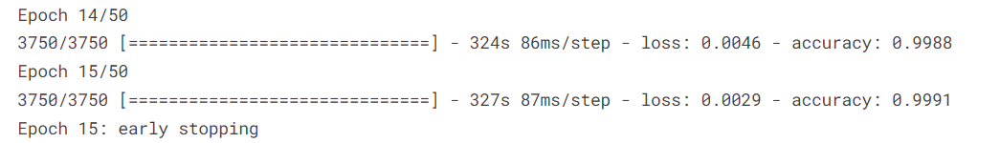 Epoch 14/50
3750/3750 [==============================] - 324s 86ms/step - loss: 0.0046 - accuracy: 0.9988
Epoch 15/50
3750/3750 [==============================] - 327s 87ms/step - loss: 0.0029 - accuracy: 0.9991
Epoch 15: early stopping